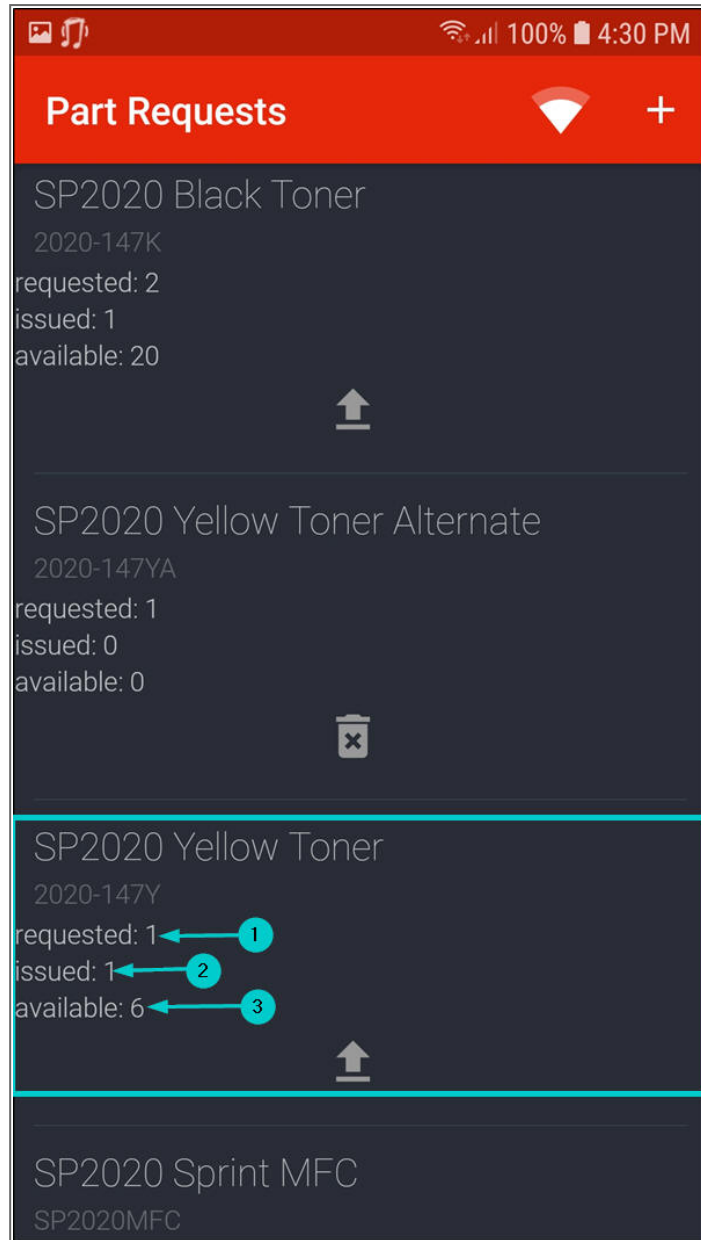 100% 4:30 PM
Part Requests +
SP2020 Black Toner
2020-147K
requested: 2
issued: 1
available: 20
SP2020 Yellow Toner Alternate
2020-147YA
requested: 1
issued: 0
available: 0
SP2020 Yellow Toner
2020-147Y
requested: 1 1
issued: 1 2
available: 6 3
SP2020 Sprint MFC
SP2020MFC